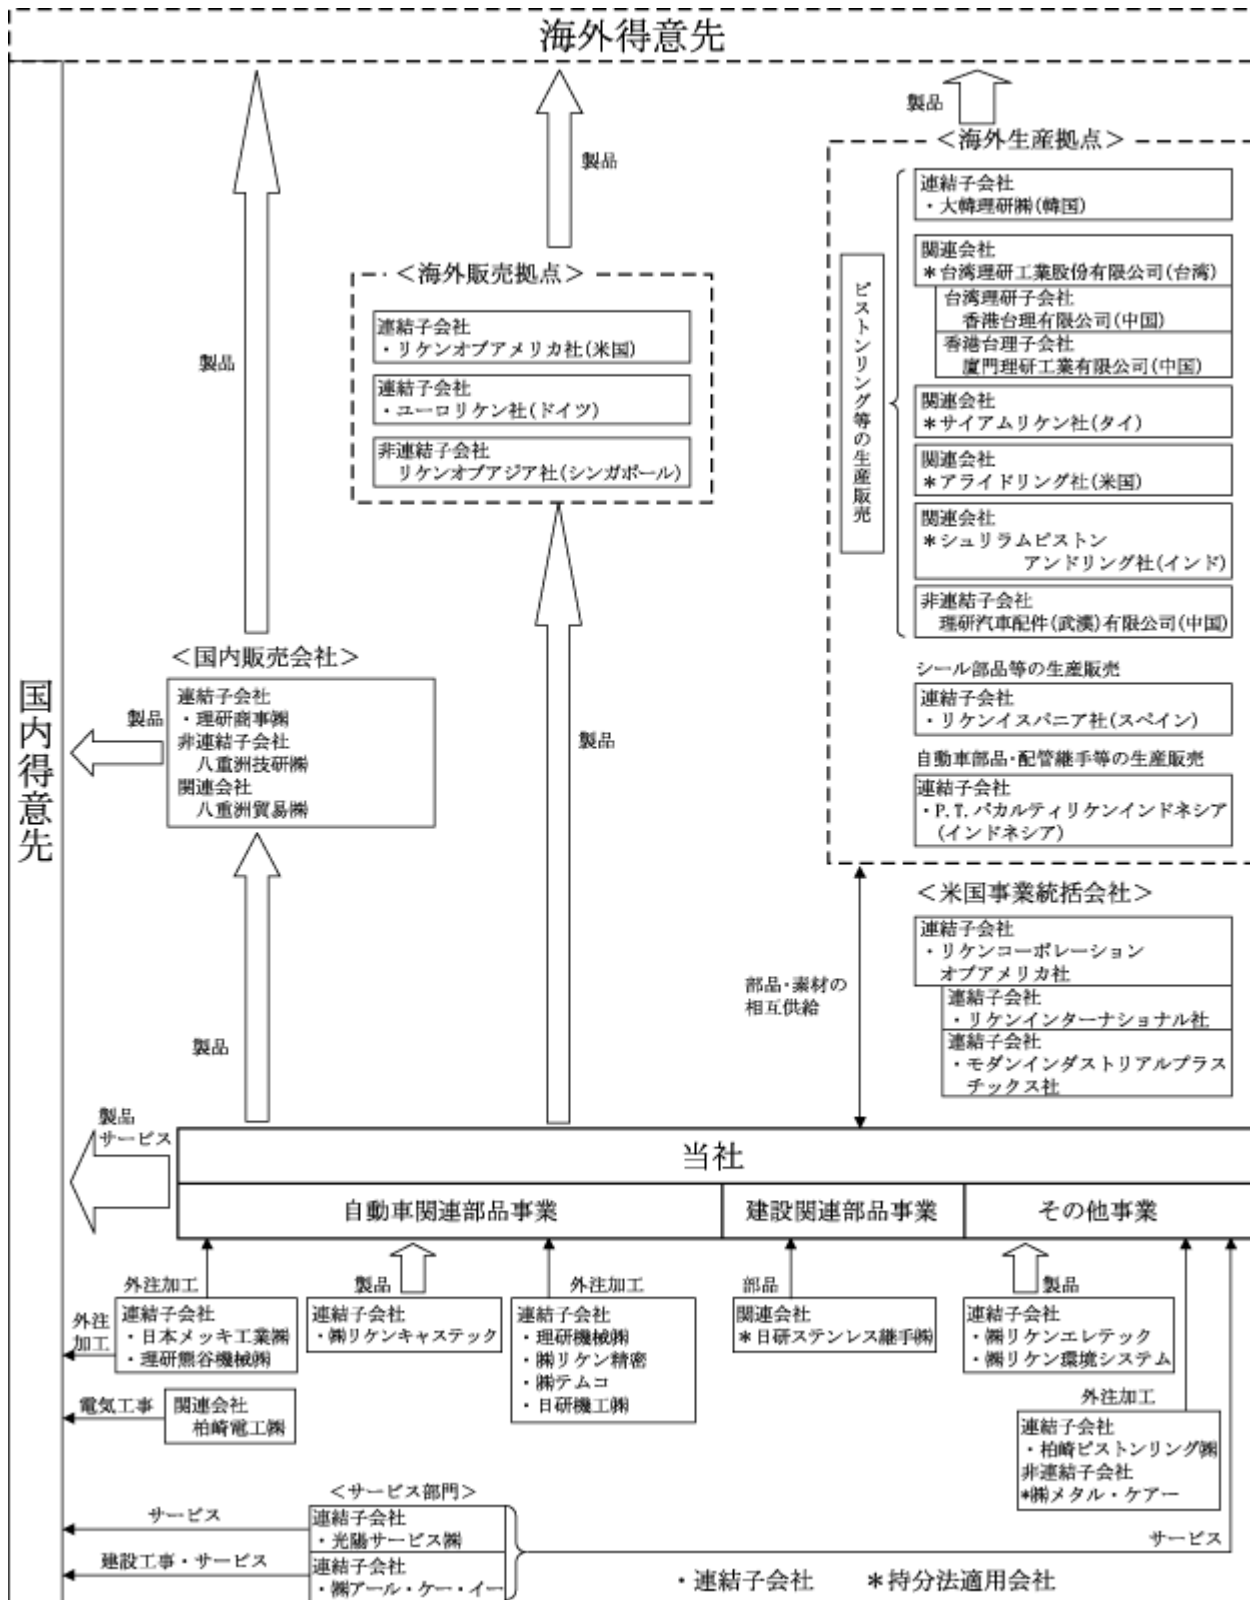 海外得意先
国内得意先
製品
製品
製品
＜海外生産拠点＞
ピストンリング等の生産販売
連結子会社
・大韓理研㈱(韓国)
関連会社
＊台湾理研工業股份有限公司(台湾)
台湾理研子会社
香港台理有限公司(中国)
香港台理子会社
廈門理研工業有限公司(中国)
関連会社
＊サイアムリケン社(タイ)
関連会社
＊アライドリング社(米国)
関連会社
＊シュリラムピストン
アンドリング社(インド)
非連結子会社
理研汽車配件(武漢)有限公司(中国)
シール部品等の生産販売
連結子会社
・リケンイスパニア社(スペイン)
自動車部品・配管継手等の生産販売
連結子会社
・P.T.パカルティリケンインドネシア
(インドネシア)
＜海外販売拠点＞
連結子会社
・リケンオブアメリカ社(米国)
連結子会社
・ユーロリケン社(ドイツ)
非連結子会社
リケンオブアジア社(シンガポール)
＜国内販売会社＞
製品
連結子会社
・理研商事㈱
非連結子会社
八重洲技研㈱
関連会社
八重洲貿易㈱
製品
＜米国事業統括会社＞
連結子会社
・リケンコーポレーション
オブアメリカ社
連結子会社
・リケンインターナショナル社
連結子会社
・モダンインダストリアルプラス
チックス社
部品・素材の
相互供給
製品
製品
サービス
当社
自動車関連部品事業
建設関連部品事業
その他事業
外注加工
外注
加工
連結子会社
・日本メッキ工業㈱
・理研熊谷機械㈱
電気工事
関連会社
柏崎電工㈱
製品
連結子会社
・㈱リケンキャステック
外注加工
連結子会社
・理研機械㈱
・㈱リケン精密
・㈱テムコ
・日研機工㈱
部品
関連会社
＊日研ステンレス継手㈱
製品
連結子会社
・㈱リケンエレテック
・㈱リケン環境システム
外注加工
連結子会社
・柏崎ピストンリング㈱
非連結子会社
*㈱メタル・ケアー
＜サービス部門＞
サービス
連結子会社
・光陽サービス㈱
建設工事・サービス
連結子会社
・㈱アール・ケー・イー
サービス
・連結子会社
＊持分法適用会社